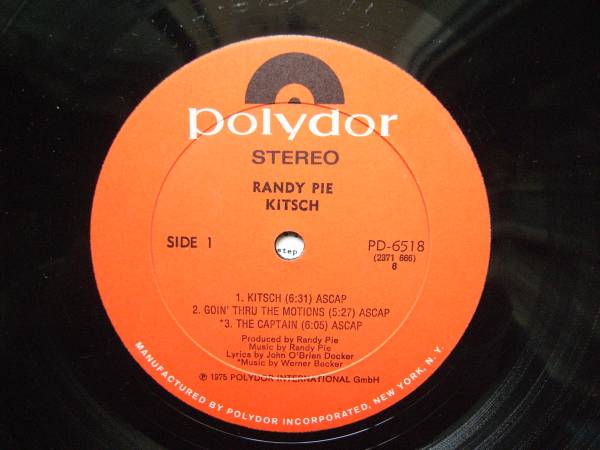 polydor
STEREO
RANDY PIE
KITSCH
SIDE 1
step
PD-6518
(2371 666)
8
1. KITSCH (6:31) ASCAP
2. GOIN' THRU THE MOTIONS (5:27) ASCAP
*3. THE CAPTAIN (6:05) ASCAP
Produced by Randy Pie
Music by Randy Pie
Lyrics by John O'Brien Docker
*Music by Werner Becker
℗ 1975 POLYDOR INTERNATIONAL GmbH
MANUFACTURED BY POLYDOR INCORPORATED. NEW YORK, N.Y.